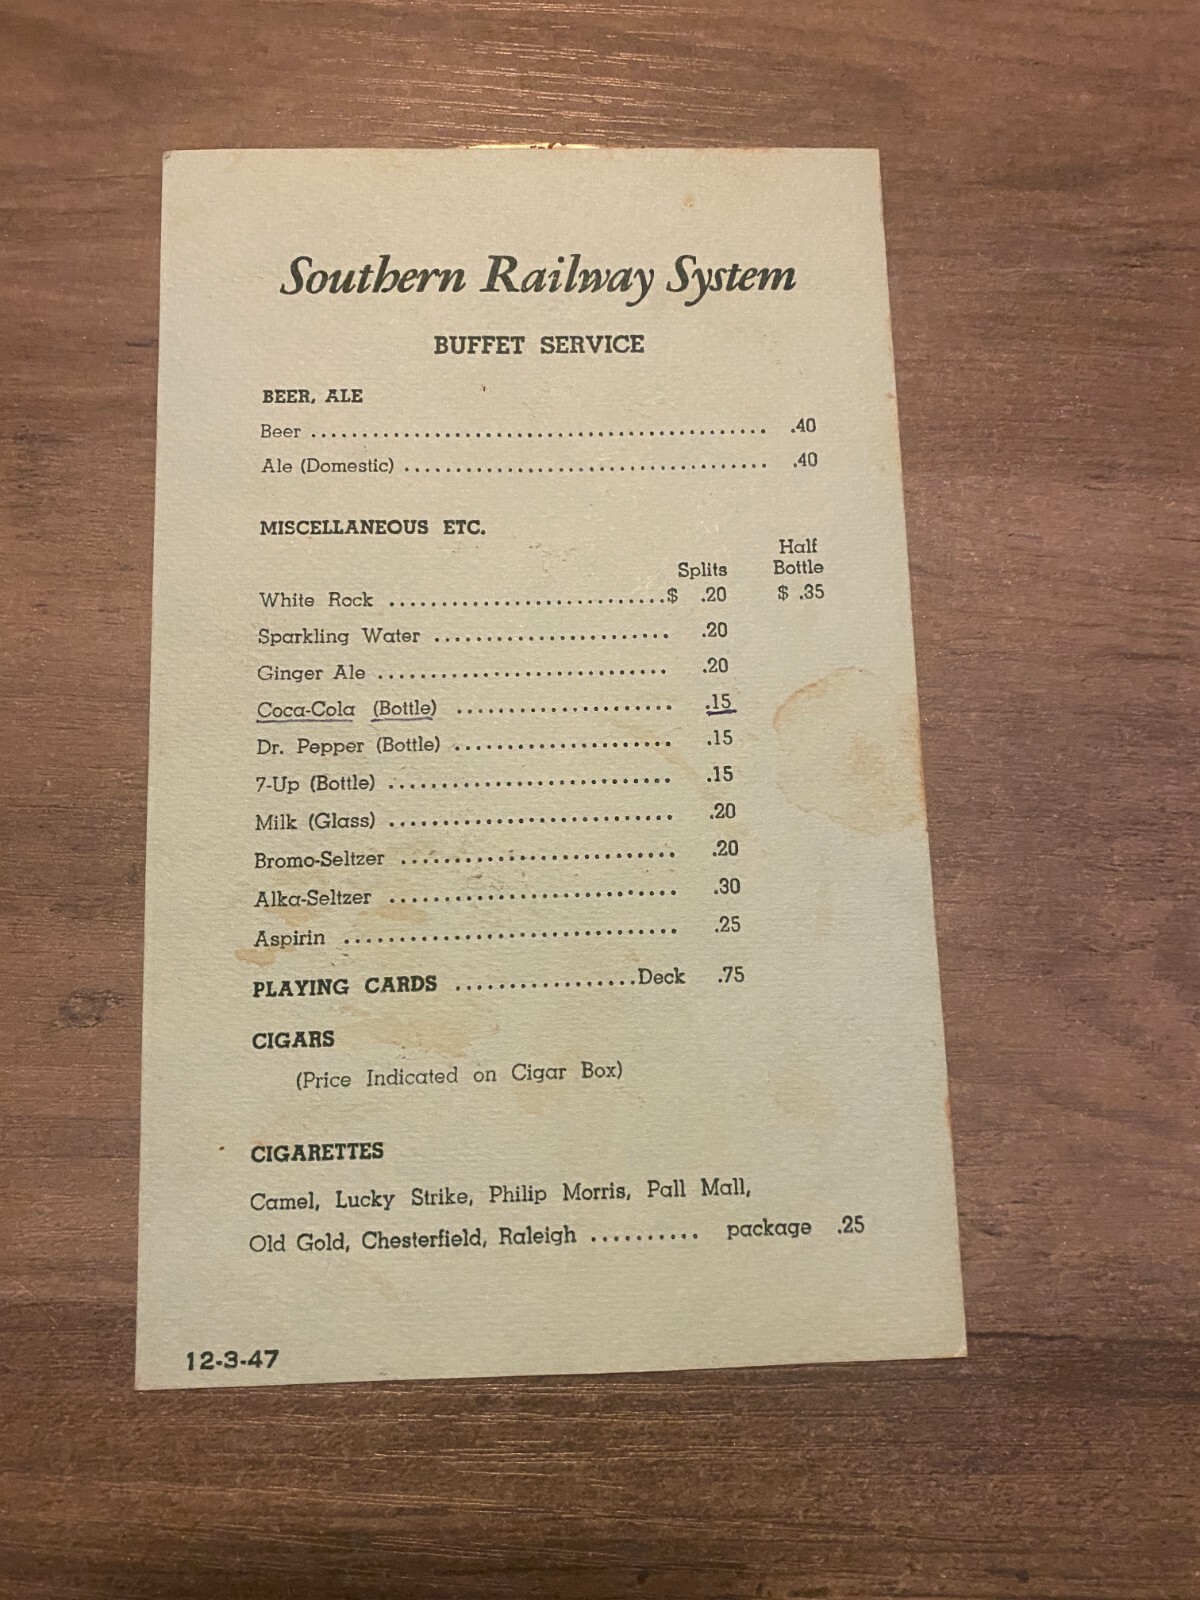 Southern Railway System
BUFFET SERVICE
BEER, ALE
Beer .............................................. .40
Ale (Domestic) .................................... .40
MISCELLANEOUS ETC.
Splits Half Bottle
White Rock ............................$ .20 $ .35
Sparkling Water ....................... .20
Ginger Ale ............................ .20
Coca-Cola (Bottle) ..................... .15
Dr. Pepper (Bottle) ..................... .15
7-Up (Bottle) ........................... .15
Milk (Glass) ............................ .20
Bromo-Seltzer ........................... .20
Alka-Seltzer ............................ .30
Aspirin ................................. .25
PLAYING CARDS .................Deck .75
CIGARS
(Price Indicated on Cigar Box)
CIGARETTES
Camel, Lucky Strike, Philip Morris, Pall Mall,
Old Gold, Chesterfield, Raleigh .......... package .25
12-3-47